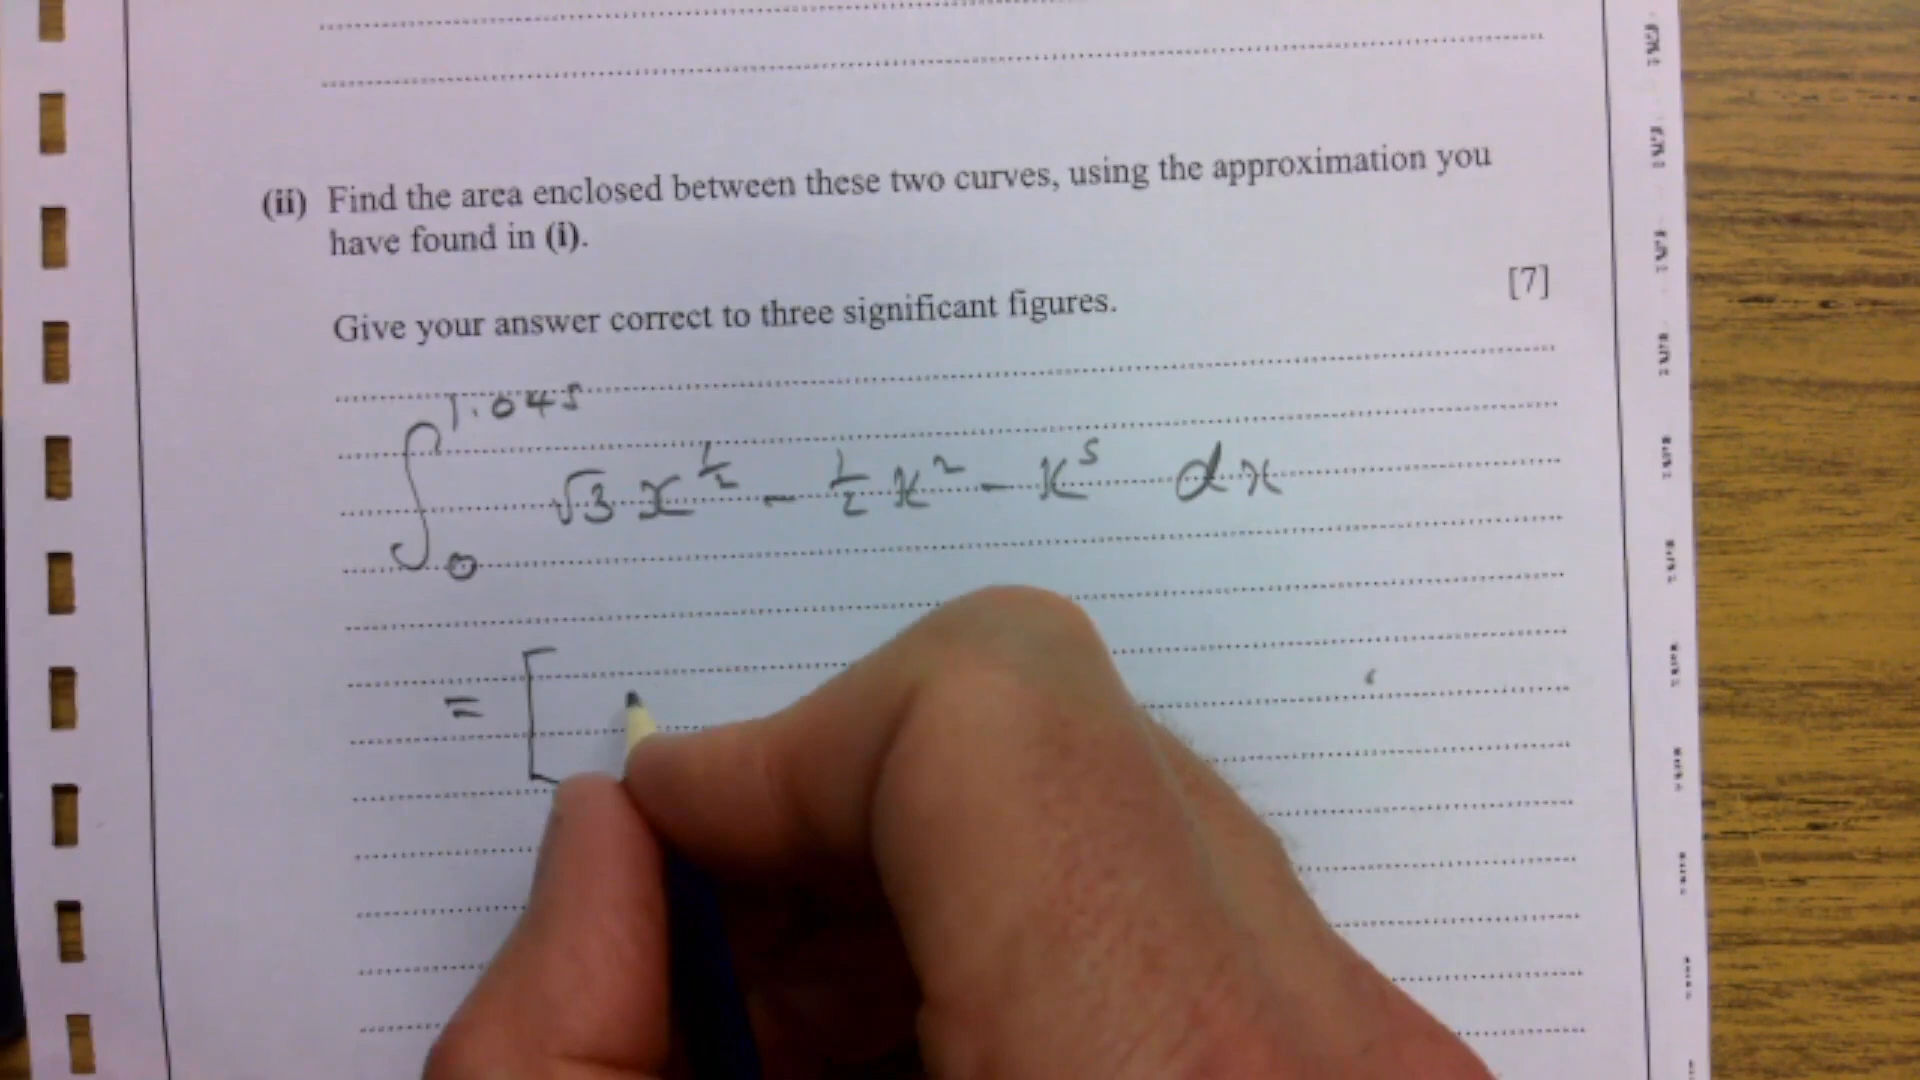 (ii) Find the area enclosed between these two curves, using the approximation you
have found in (i).
[7]
Give your answer correct to three significant figures.
∫₀^1.045 √3 x^½ - ½x² - x⁵ dx
= [